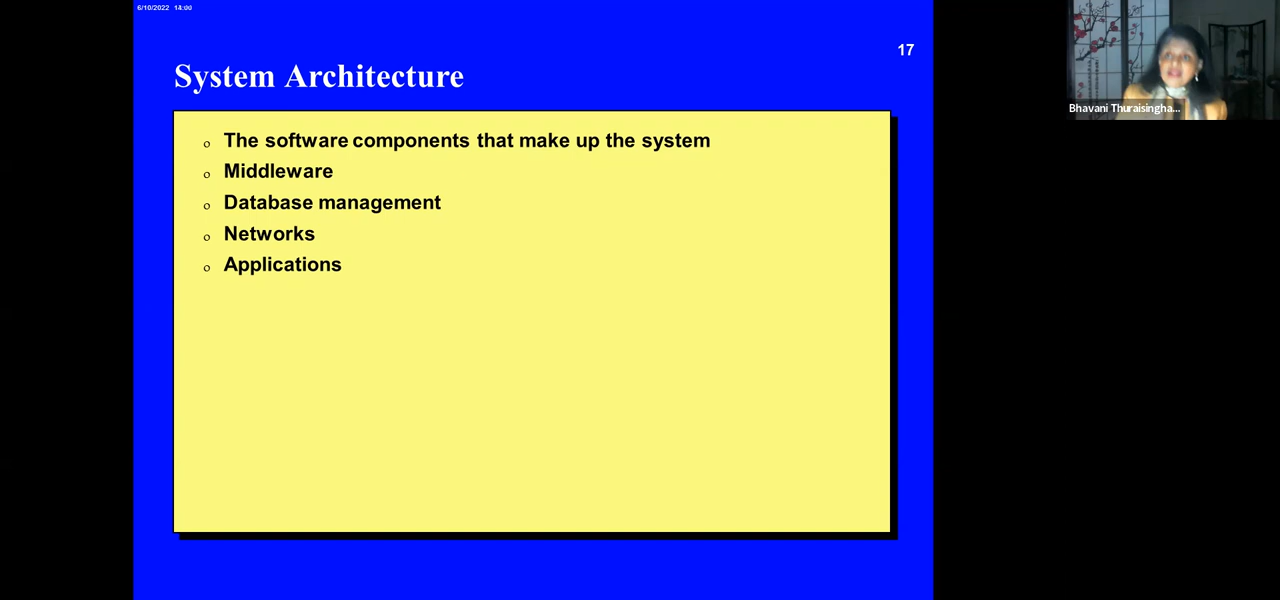 6/10/2022 14:00
17
System Architecture
o The software components that make up the system
o Middleware
o Database management
o Networks
o Applications
Bhavani Thuraisingha...